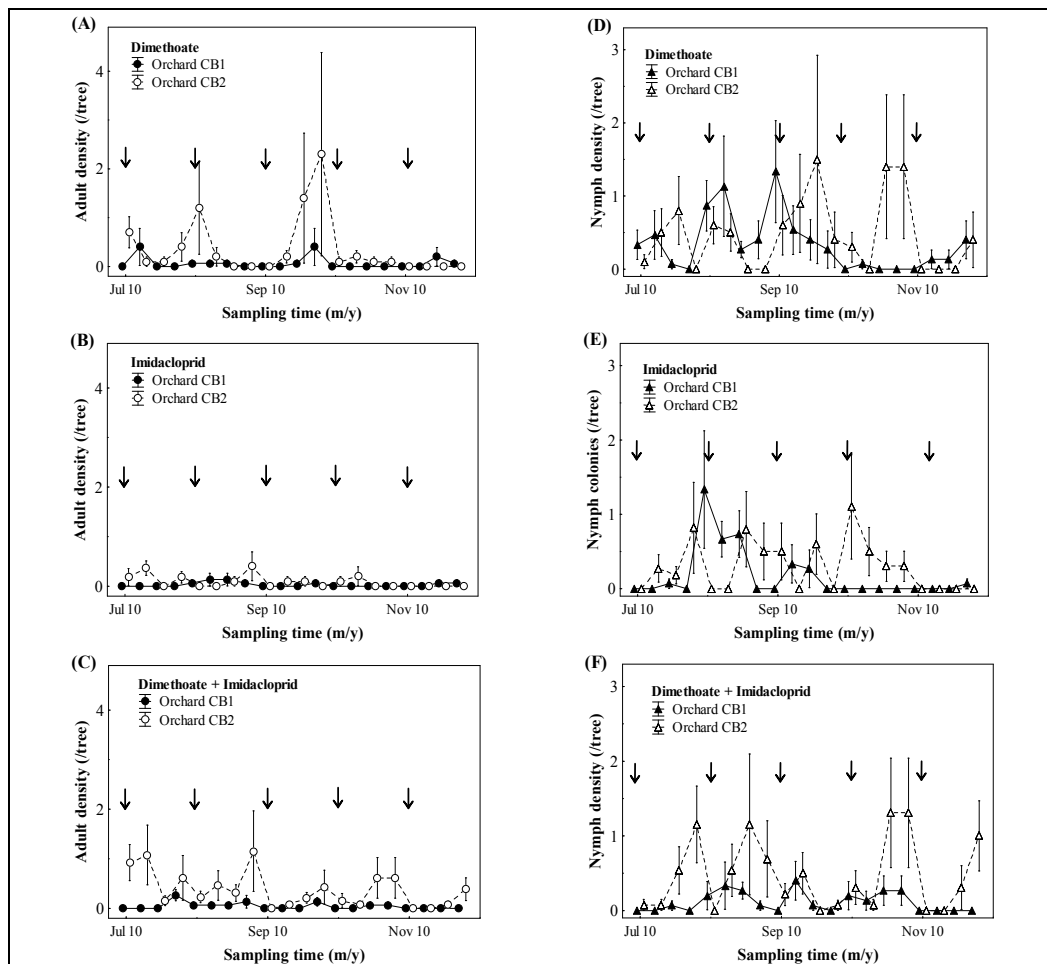 (A)
Dimethoate
Orchard CB1
Orchard CB2
Adult density (/tree)
4
2
0
Jul 10
Sep 10
Nov 10
Sampling time (m/y)
(D)
Dimethoate
Orchard CB1
Orchard CB2
Nymph density (/tree)
3
2
1
0
Jul 10
Sep 10
Nov 10
Sampling time (m/y)
(B)
Imidacloprid
Orchard CB1
Orchard CB2
Adult density (/tree)
4
2
0
Jul 10
Sep 10
Nov 10
Sampling time (m/y)
(E)
Imidacloprid
Orchard CB1
Orchard CB2
Nymph colonies (/tree)
3
2
1
0
Jul 10
Sep 10
Nov 10
Sampling time (m/y)
(C)
Dimethoate + Imidacloprid
Orchard CB1
Orchard CB2
Adult density (/tree)
4
2
0
Jul 10
Sep 10
Nov 10
Sampling time (m/y)
(F)
Dimethoate + Imidacloprid
Orchard CB1
Orchard CB2
Nymph density (/tree)
3
2
1
0
Jul 10
Sep 10
Nov 10
Sampling time (m/y)